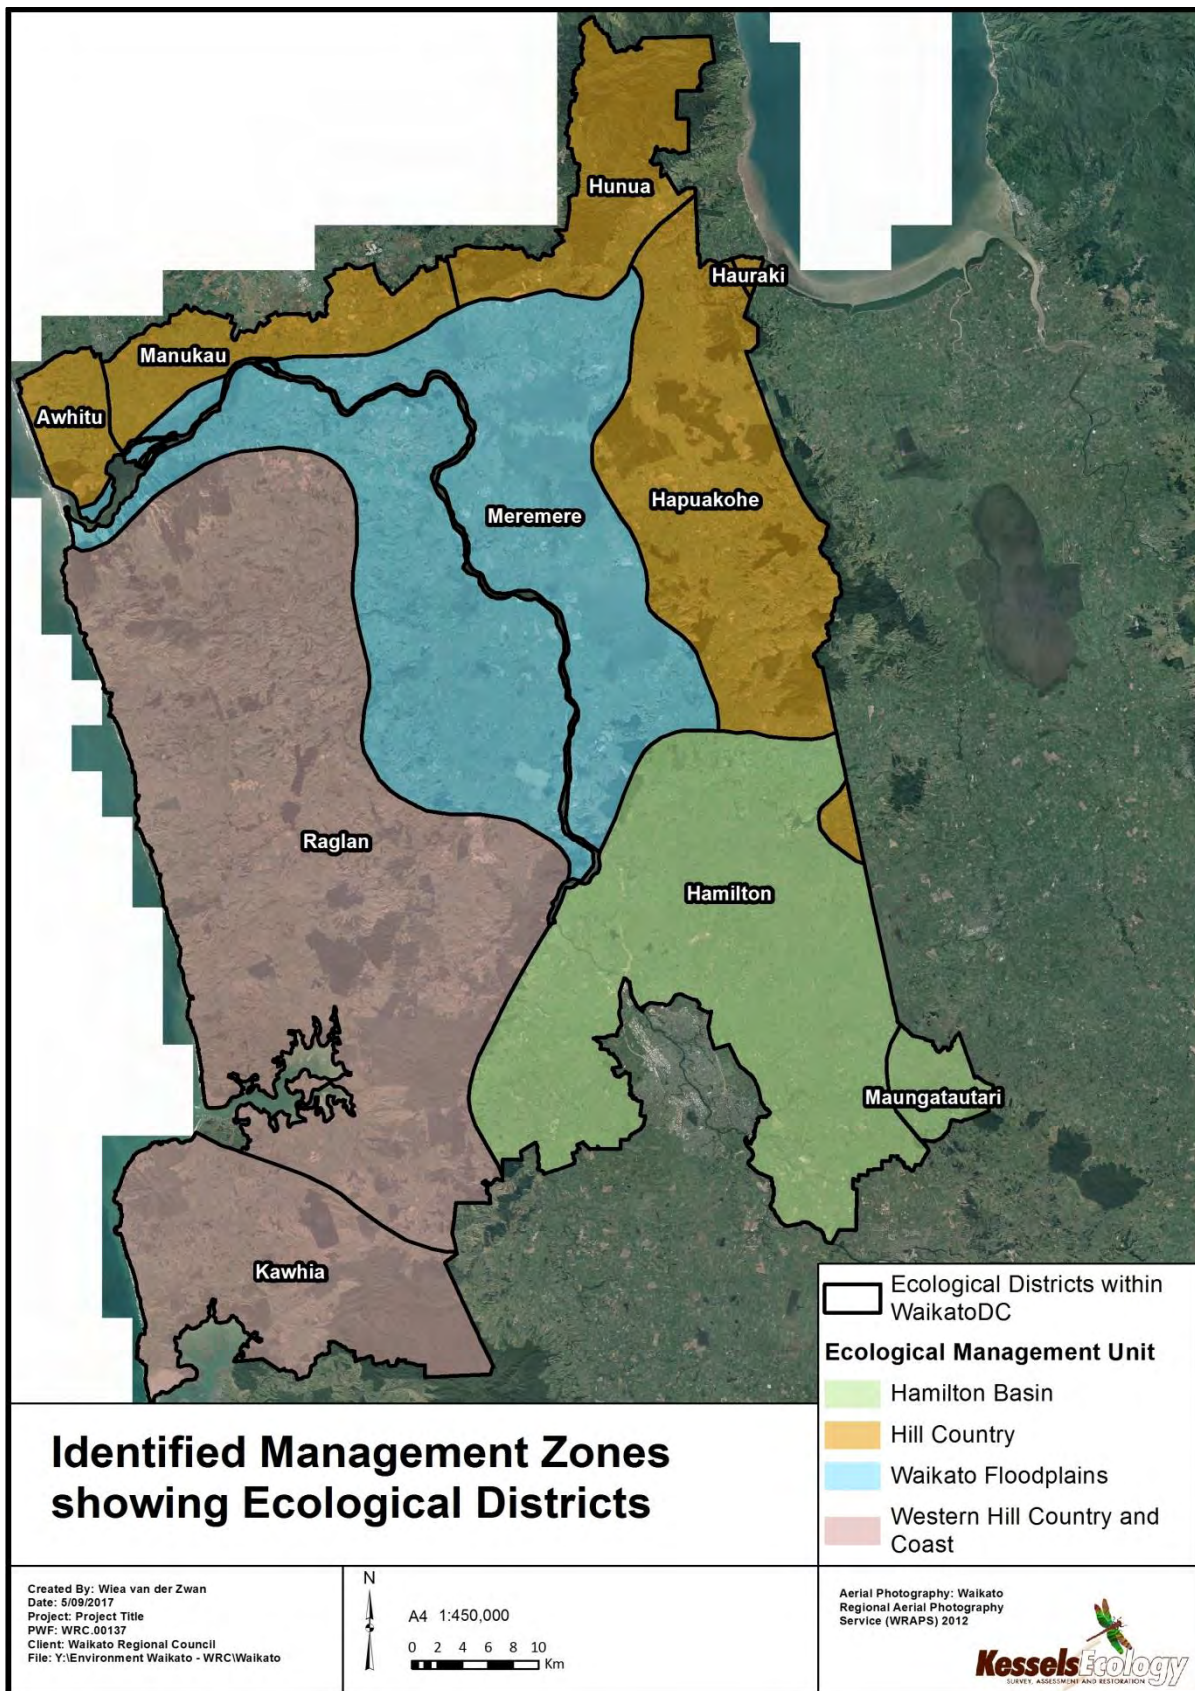 Hunua
Hauraki
Manukau
Awhitu
Hapuakohe
Meremere
Raglan
Hamilton
Maungatautari
Kawhia
Ecological Districts within
WaikatoDC
Ecological Management Unit
Hamilton Basin
Hill Country
Waikato Floodplains
Western Hill Country and
Coast
Identified Management Zones
showing Ecological Districts
Created By: Wiea van der Zwan
Date: 5/09/2017
Project: Project Title
PWF: WRC.00137
Client: Waikato Regional Council
File: Y:\Environment Waikato - WRC\Waikato
N
A4 1:450,000
0 2 4 6 8 10
Km
Aerial Photography: Waikato
Regional Aerial Photography
Service (WRAPS) 2012
KesselsEcology
SURVEY, ASSESSMENT AND RESTORATION